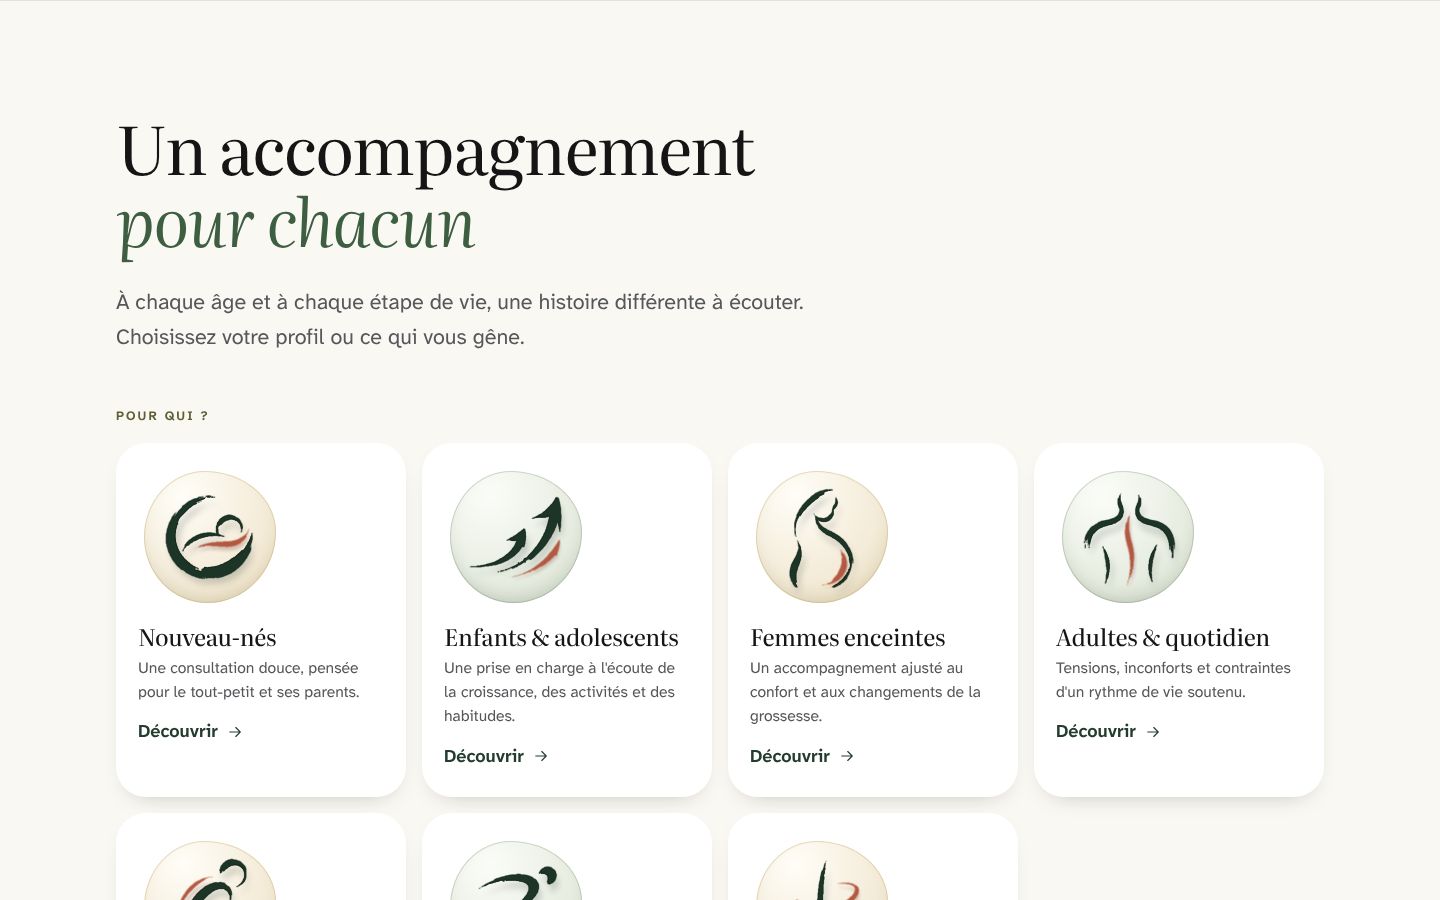 Un accompagnement
pour chacun
À chaque âge et à chaque étape de vie, une histoire différente à écouter.
Choisissez votre profil ou ce qui vous gêne.
POUR QUI ?
Nouveau-nés
Une consultation douce, pensée
pour le tout-petit et ses parents.
Découvrir →
Enfants & adolescents
Une prise en charge à l'écoute de
la croissance, des activités et des
habitudes.
Découvrir →
Femmes enceintes
Un accompagnement ajusté au
confort et aux changements de la
grossesse.
Découvrir →
Adultes & quotidien
Tensions, inconforts et contraintes
d'un rythme de vie soutenu.
Découvrir →